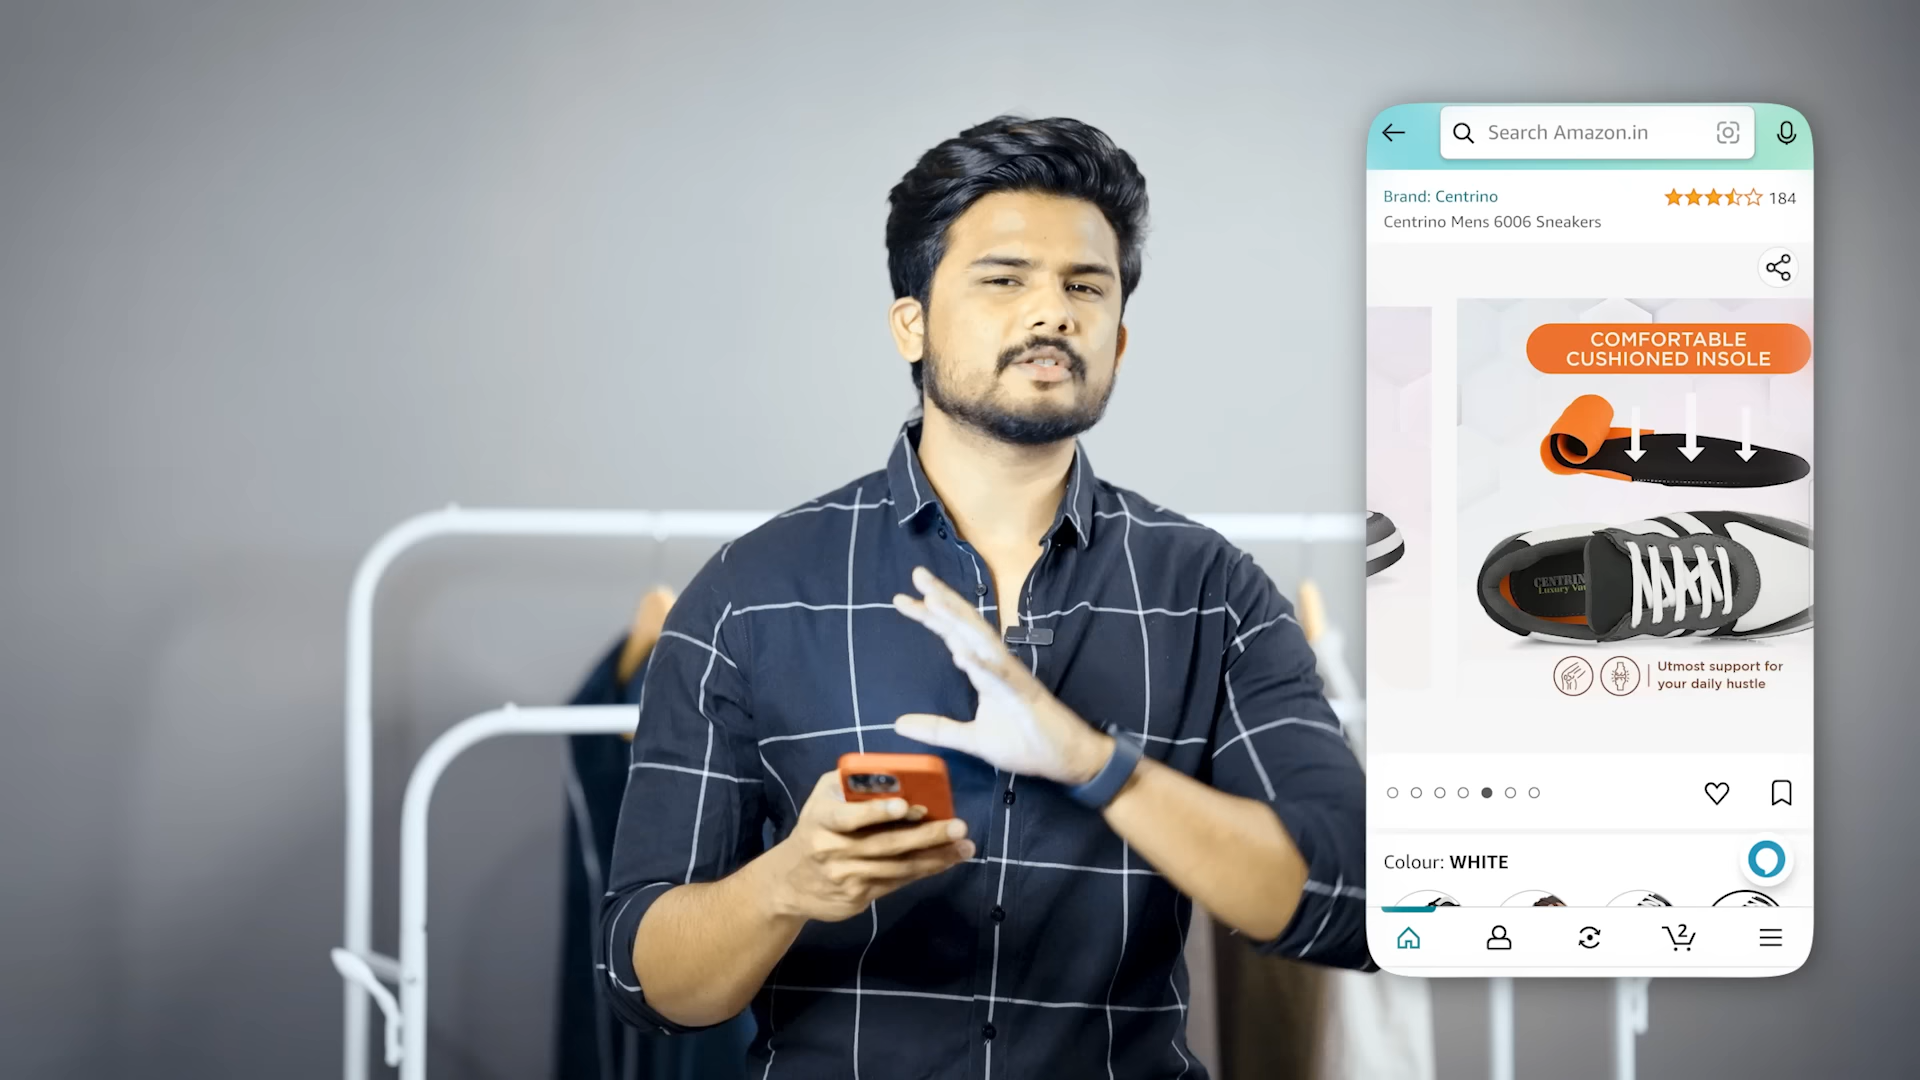 Search Amazon.in
Brand: Centrino
184
Centrino Mens 6006 Sneakers
COMFORTABLE
CUSHIONED INSOLE
Luxury
Utmost support for
your daily hustle
Colour: WHITE
2